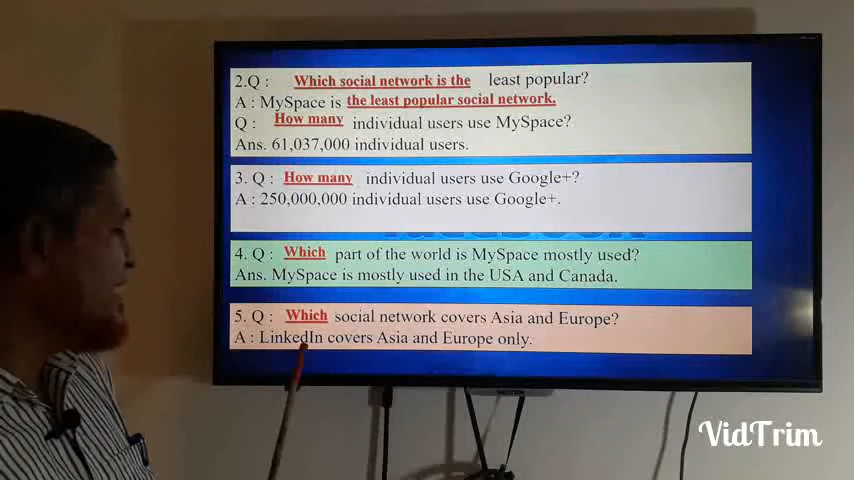 2.Q : Which social network is the least popular?
A : MySpace is the least popular social network.
Q : How many individual users use MySpace?
Ans. 61,037,000 individual users.
3. Q : How many individual users use Google+?
A : 250,000,000 individual users use Google+.
4. Q : Which part of the world is MySpace mostly used?
Ans. MySpace is mostly used in the USA and Canada.
5. Q : Which social network covers Asia and Europe?
A : LinkedIn covers Asia and Europe only.
VidTrim